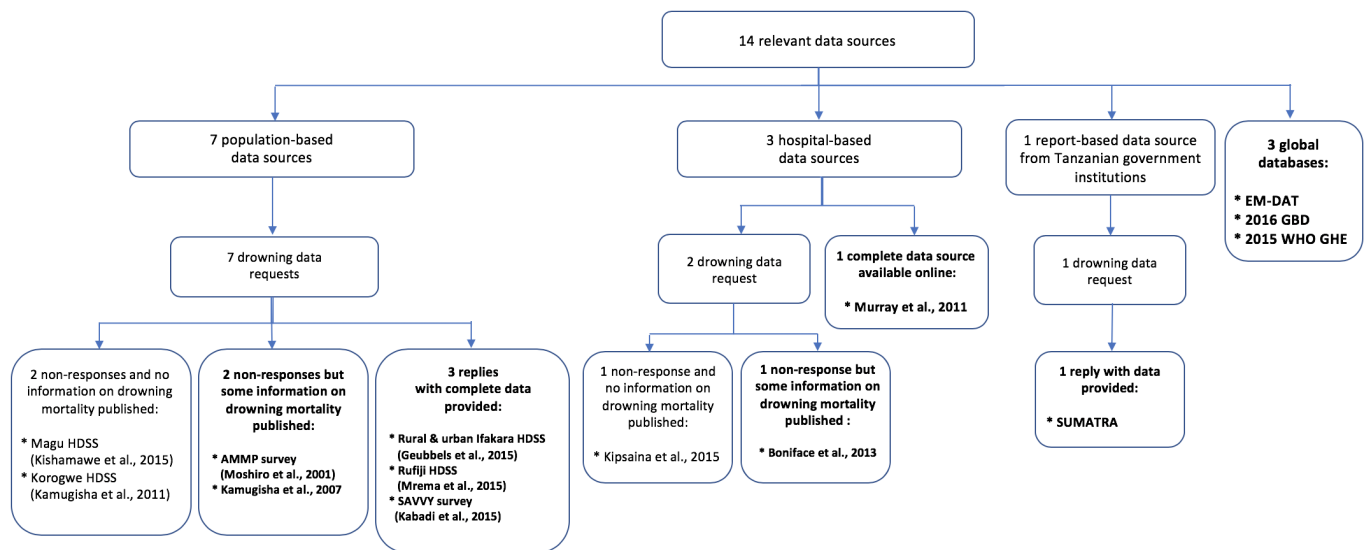 14 relevant data sources
7 population-based
data sources
3 hospital-based
data sources
1 report-based data source
from Tanzanian government
institutions
3 global
databases:
* EM-DAT
* 2016 GBD
* 2015 WHO GHE
7 drowning data
requests
2 drowning data
request
1 complete data source
available online:
* Murray et al., 2011
1 drowning data
request
2 non-responses and no
information on drowning
mortality published:
* Magu HDSS
(Kishamawe et al., 2015)
* Korogwe HDSS
(Kamugisha et al., 2011)
2 non-responses but
some information on
drowning mortality
published:
* AMMP survey
(Moshiro et al., 2001)
* Kamugisha et al., 2007
3 replies
with complete data
provided:
* Rural & urban Ifakara HDSS
(Geubbels et al., 2015)
* Rufiji HDSS
(Mrema et al., 2015)
* SAVVY survey
(Kabadi et al., 2015)
1 non-response and
no information on
drowning mortality
published:
* Kipsaina et al., 2015
1 non-response but
some information on
drowning mortality
published :
* Boniface et al., 2013
1 reply with data
provided:
* SUMATRA